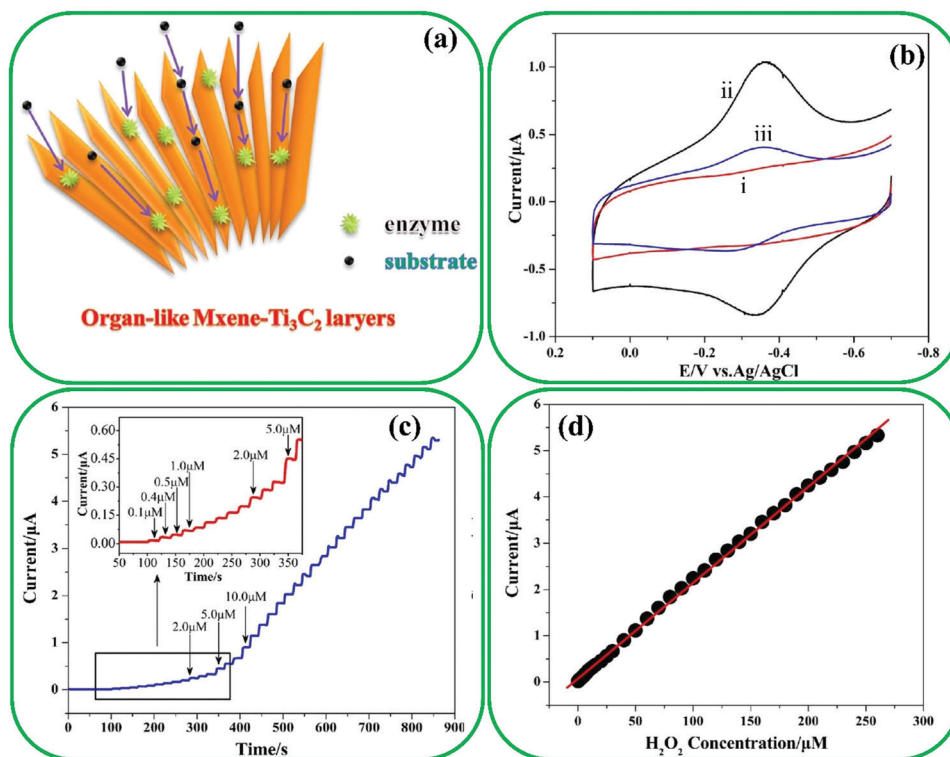 (a)
enzyme
substrate
Organ-like Mxene-Ti₃C₂ laryers
(b)
ii
iii
i
1.0
0.5
0.0
-0.5
-1.0
Current/µA
0.0 -0.2 -0.4 -0.6 -0.8
E/V vs.Ag/AgCl
(c)
6
5
4
3
2
1
0
Current/µA
0.60
0.45
0.30
0.15
0.00
Current/µA
0.1µM
0.4µM
0.5µM
1.0µM
2.0µM
5.0µM
50 100 150 200 250 300 350
Time/s
2.0µM
5.0µM
10.0µM
0 100 200 300 400 500 600 700 800 900
Time/s
(d)
6
5
4
3
2
1
0
Current/µA
0 50 100 150 200 250 300
H₂O₂ Concentration/µM